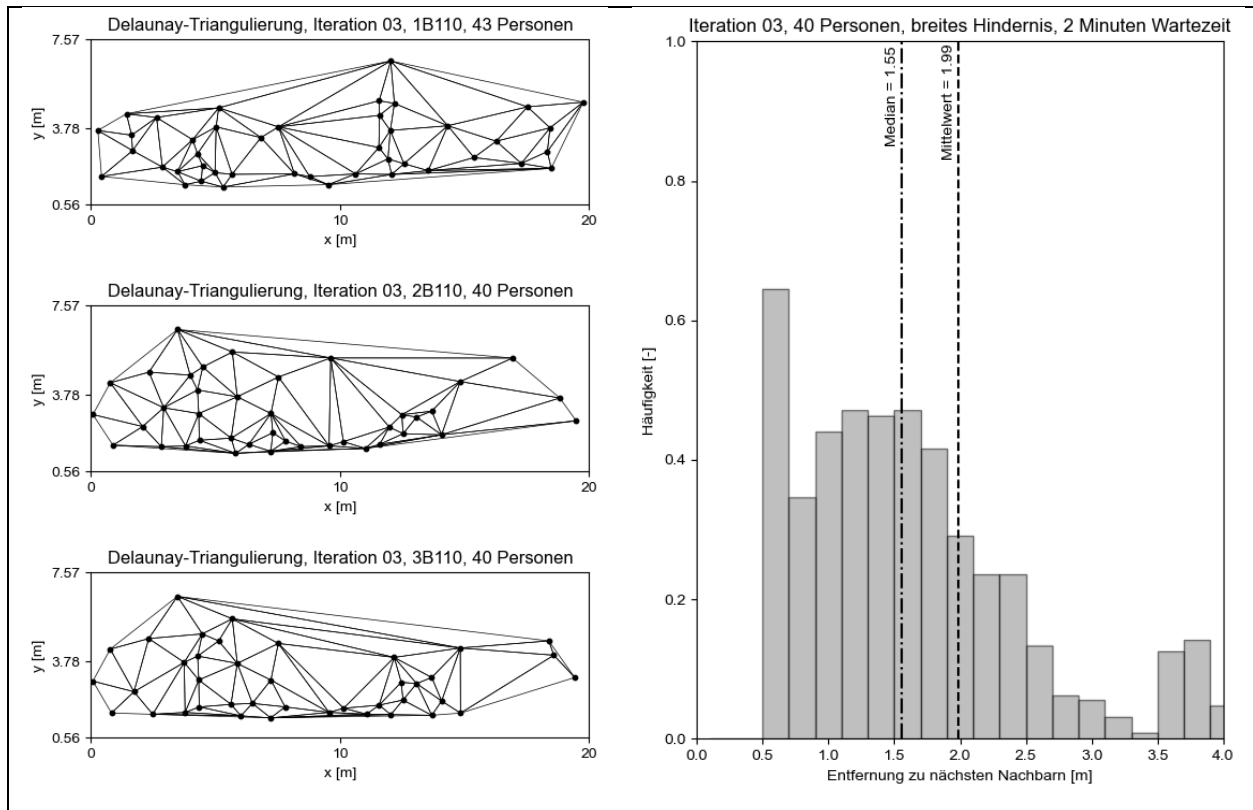 Delaunay-Triangulierung, Iteration 03, 1B110, 43 Personen
7.57
3.78
0.56
y [m]
0
10
20
x [m]
Delaunay-Triangulierung, Iteration 03, 2B110, 40 Personen
7.57
3.78
0.56
y [m]
0
10
20
x [m]
Delaunay-Triangulierung, Iteration 03, 3B110, 40 Personen
7.57
3.78
0.56
y [m]
0
10
20
x [m]
Iteration 03, 40 Personen, breites Hindernis, 2 Minuten Wartezeit
1.0
0.8
0.6
0.4
0.2
0.0
Häufigkeit [-]
Median = 1.55
Mittelwert = 1.99
0.0
0.5
1.0
1.5
2.0
2.5
3.0
3.5
4.0
Entfernung zu nächsten Nachbarn [m]